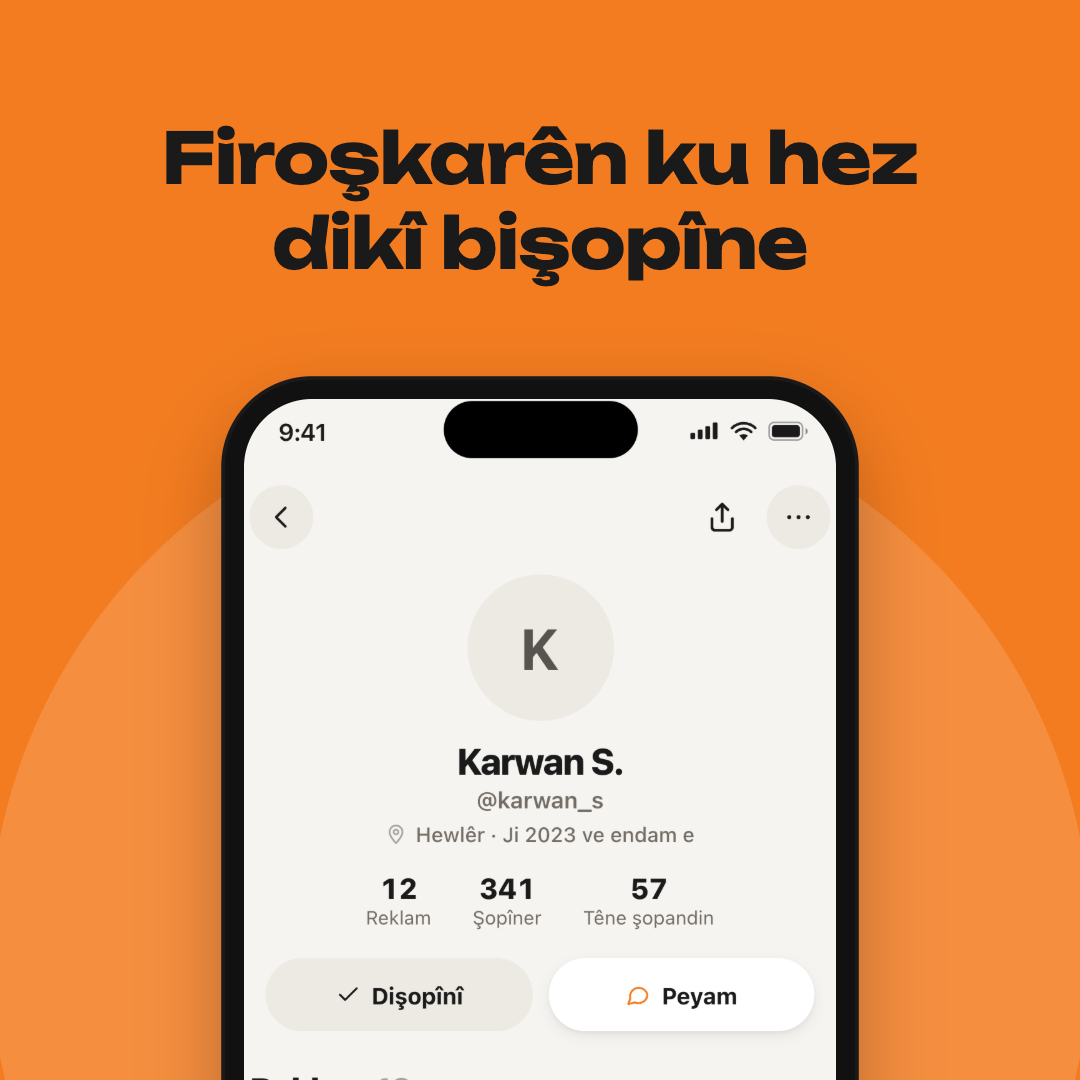 Firoşkarên ku hez
dikî bişopîne
9:41
K
Karwan S.
@karwan_s
Hewlêr · Ji 2023 ve endam e
12 341 57
Reklam Şopîner Têne şopandin
Dişopînî Peyam